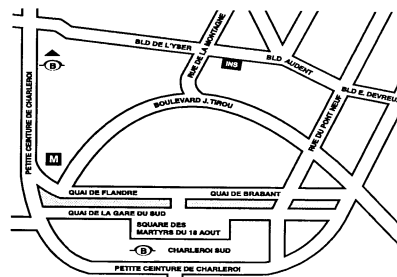 BLD DE L'YSER
RUE DE LA MONTAGNE
B
INS
BLD AUDENT
BLD E. DEVREUX
PETITE CEINTURE DE CHARLEROI
BOULEVARD J. TIROU
RUE DU PONT NEUF
M
QUAI DE FLANDRE
QUAI DE BRABANT
QUAI DE LA GARE DU SUD
SQUARE DES
MARTYRS DU 18 AOUT
B
CHARLEROI SUD
PETITE CEINTURE DE CHARLEROI